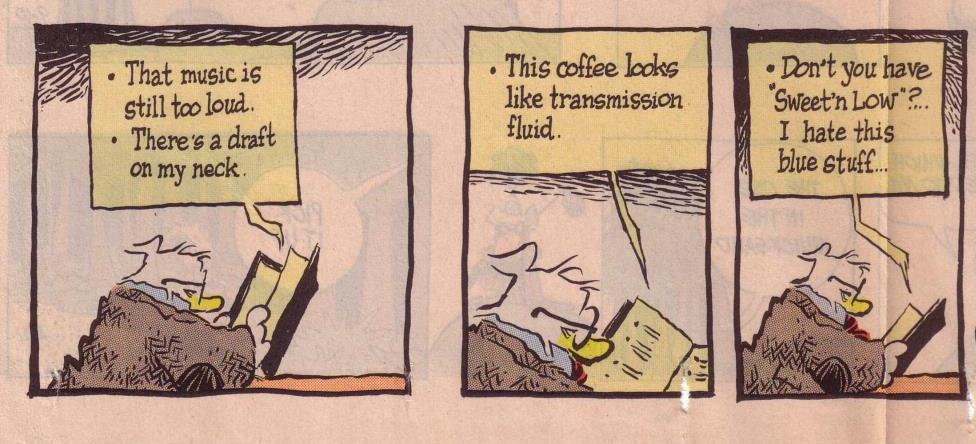 • That music is
still too loud.
• There's a draft
on my neck.
• This coffee looks
like transmission
fluid.
• Don't you have
"Sweet'n Low"?..
I hate this
blue stuff...